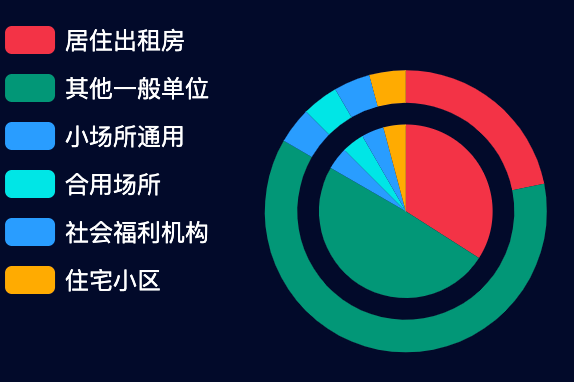 居住出租房
其他一般单位
小场所通用
合用场所
社会福利机构
住宅小区